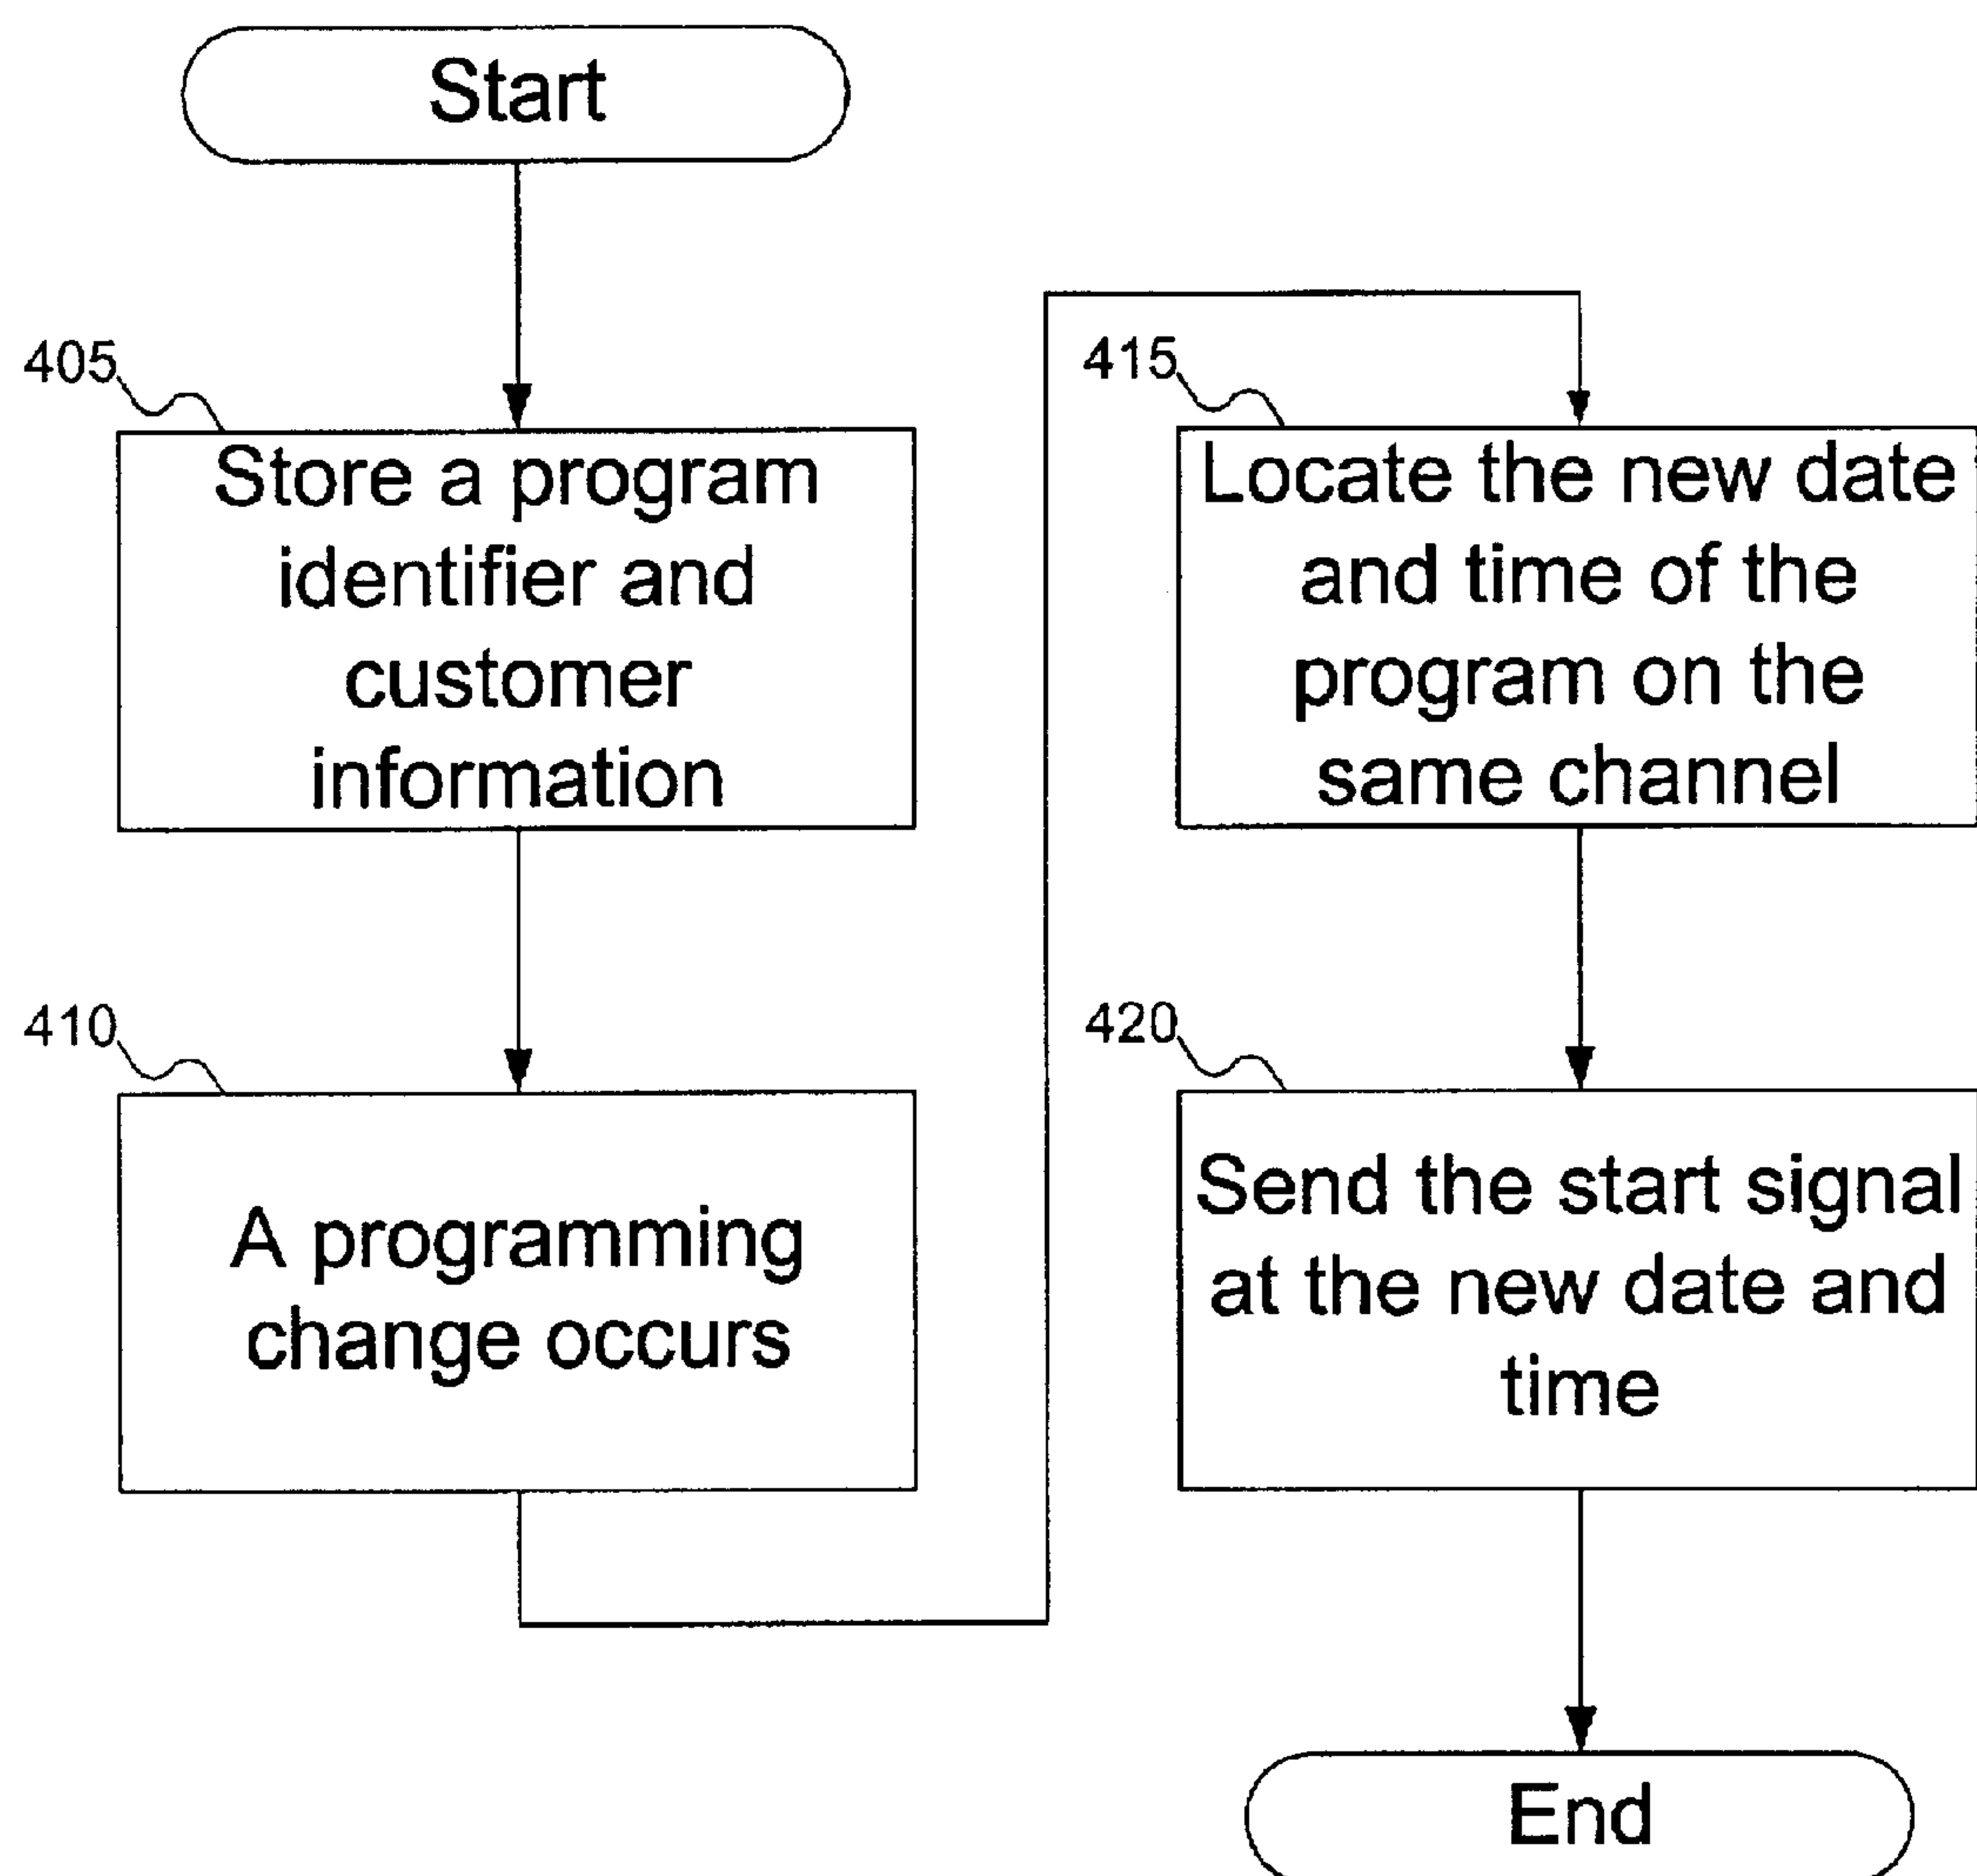 Start
405
Store a program
identifier and
customer
information
410
A programming
change occurs
415
Locate the new date
and time of the
program on the
same channel
420
Send the start signal
at the new date and
time
End